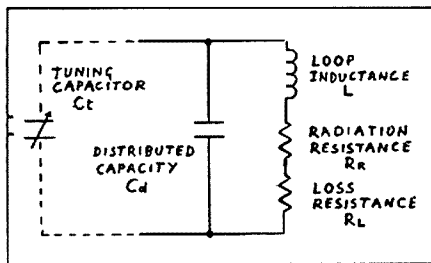 TUNING
CAPACITOR
Ct
DISTRIBUTED
CAPACITY
Cd
LOOP
INDUCTANCE
L
RADIATION
RESISTANCE
RR
LOSS
RESISTANCE
RL